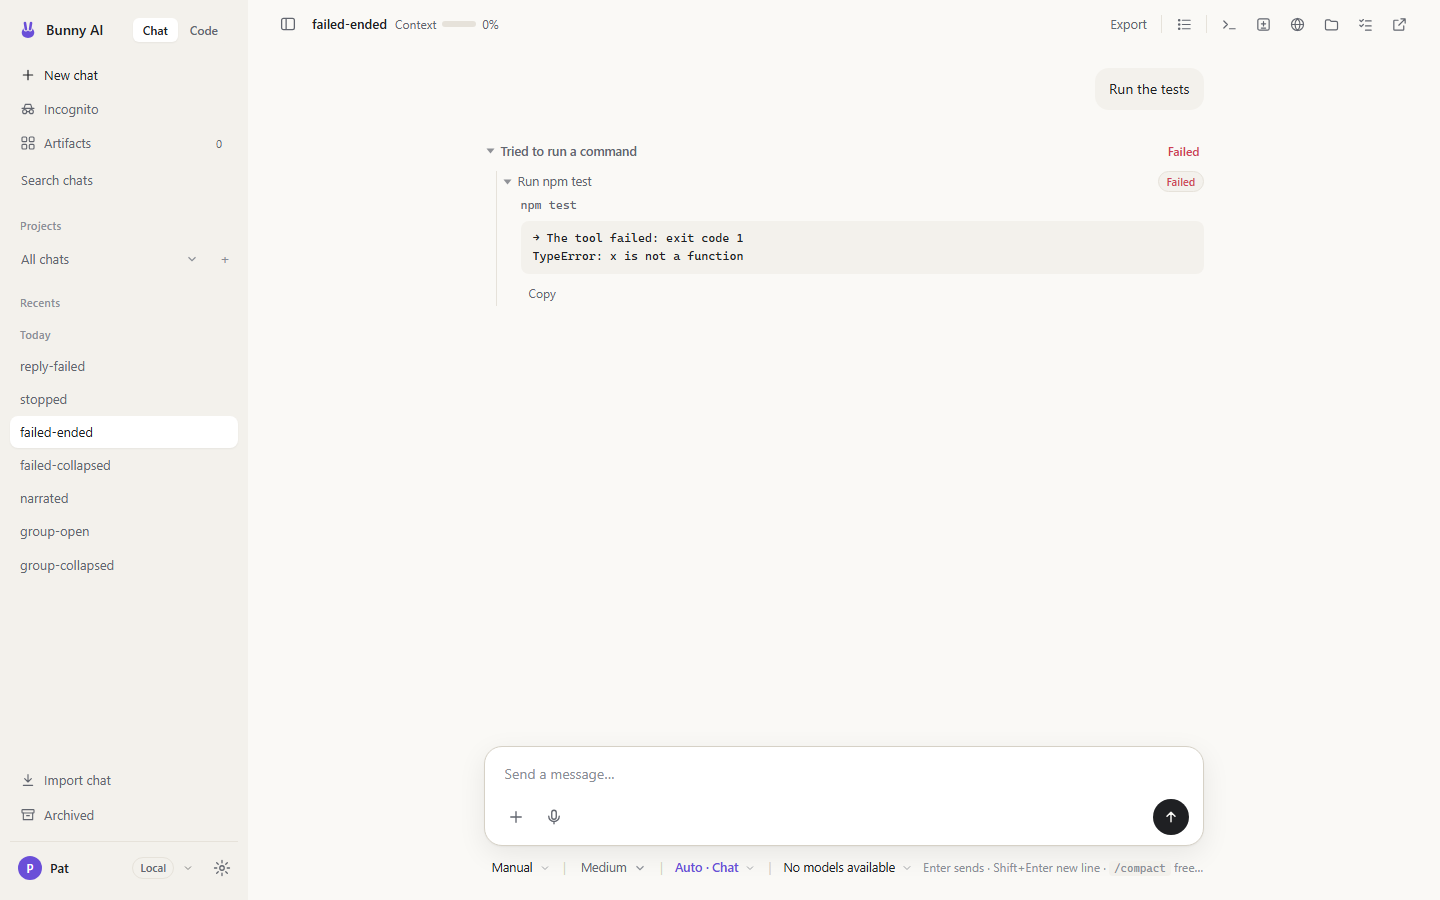 Bunny AI
Chat
Code
New chat
Incognito
Artifacts
0
Search chats
Projects
All chats
+
Recents
Today
reply-failed
stopped
failed-ended
failed-collapsed
narrated
group-open
group-collapsed
Import chat
Archived
P
Pat
Local
failed-ended
Context
0%
Export
Run the tests
Tried to run a command
Failed
Run npm test
Failed
npm test
→ The tool failed: exit code 1
TypeError: x is not a function
Copy
Send a message...
Manual
Medium
Auto · Chat
No models available
Enter sends · Shift+Enter new line · /compact free...